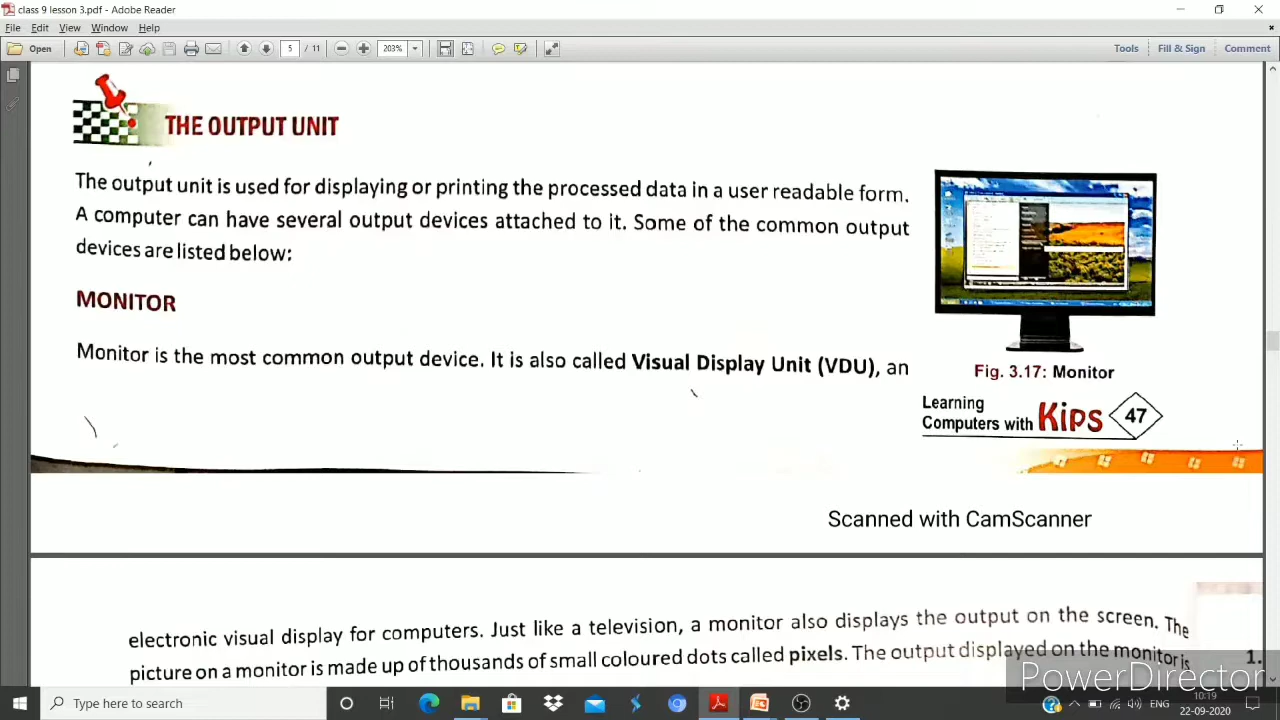 class 9 lesson 3.pdf - Adobe Reader
File Edit View Window Help
Open 5 / 11 203% Tools Fill & Sign Comment
THE OUTPUT UNIT
The output unit is used for displaying or printing the processed data in a user readable form.
A computer can have several output devices attached to it. Some of the common output
devices are listed below:
MONITOR
Monitor is the most common output device. It is also called Visual Display Unit (VDU), an
Fig. 3.17: Monitor
Learning
Computers with Kips 47
Scanned with CamScanner
electronic visual display for computers. Just like a television, a monitor also displays the output on the screen. The
picture on a monitor is made up of thousands of small coloured dots called pixels. The output displayed on the monitor is
1.
PowerDirector
Type here to search
ENG
10:19
22-09-2020